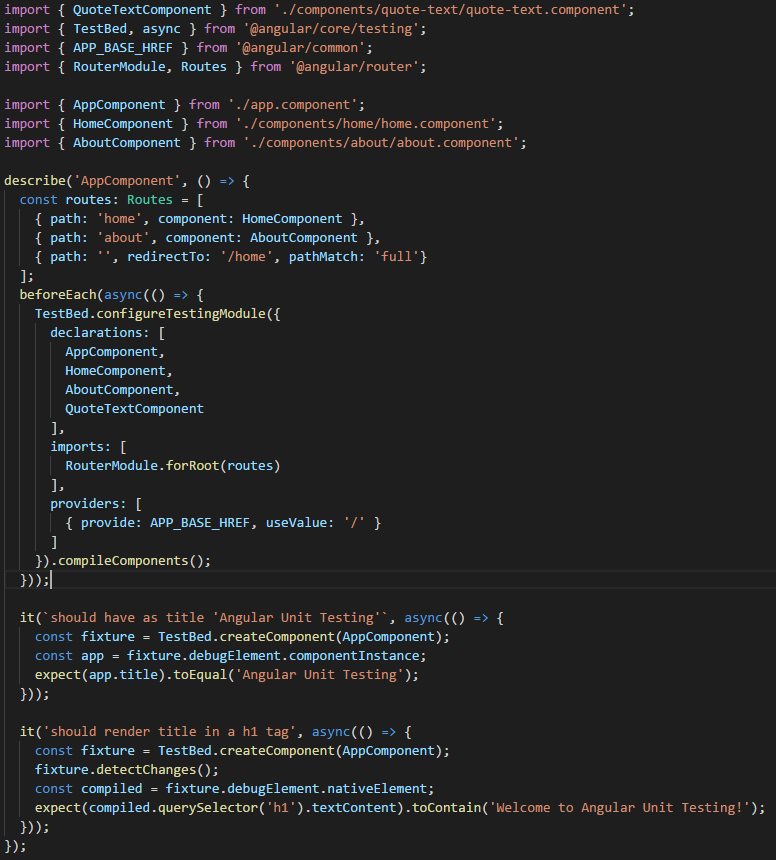 import { QuoteTextComponent } from './components/quote-text/quote-text.component';
import { TestBed, async } from '@angular/core/testing';
import { APP_BASE_HREF } from '@angular/common';
import { RouterModule, Routes } from '@angular/router';

import { AppComponent } from './app.component';
import { HomeComponent } from './components/home/home.component';
import { AboutComponent } from './components/about/about.component';

describe('AppComponent', () => {
  const routes: Routes = [
    { path: 'home', component: HomeComponent },
    { path: 'about', component: AboutComponent },
    { path: '', redirectTo: '/home', pathMatch: 'full'}
  ];
  beforeEach(async(() => {
    TestBed.configureTestingModule({
      declarations: [
        AppComponent,
        HomeComponent,
        AboutComponent,
        QuoteTextComponent
      ],
      imports: [
        RouterModule.forRoot(routes)
      ],
      providers: [
        { provide: APP_BASE_HREF, useValue: '/' }
      ]
    }).compileComponents();
  }));

  it(`should have as title 'Angular Unit Testing'`, async(() => {
    const fixture = TestBed.createComponent(AppComponent);
    const app = fixture.debugElement.componentInstance;
    expect(app.title).toEqual('Angular Unit Testing');
  }));

  it('should render title in a h1 tag', async(() => {
    const fixture = TestBed.createComponent(AppComponent);
    fixture.detectChanges();
    const compiled = fixture.debugElement.nativeElement;
    expect(compiled.querySelector('h1').textContent).toContain('Welcome to Angular Unit Testing!');
  }));
});